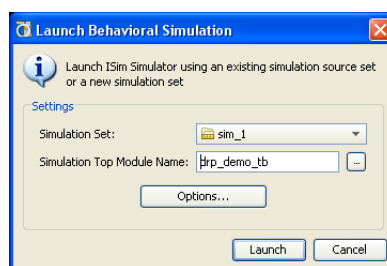 Launch Behavioral Simulation
Launch ISim Simulator using an existing simulation source set
or a new simulation set
Settings
Simulation Set:
sim_1
Simulation Top Module Name:
drp_demo_tb
...
Options...
Launch
Cancel